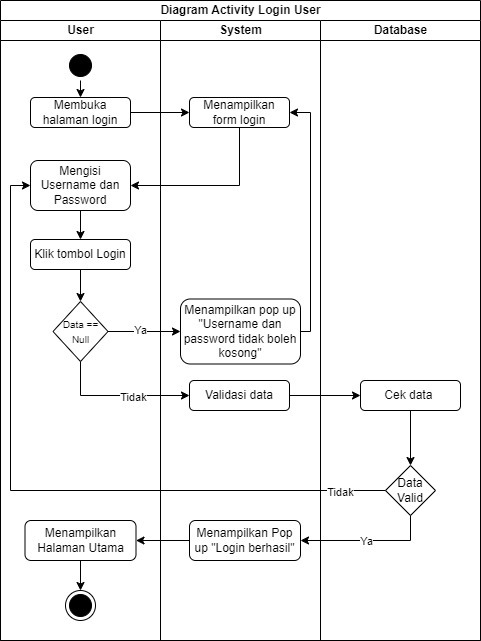 Diagram Activity Login User
User
System
Database
Membuka
halaman login
Menampilkan
form login
Mengisi
Username dan
Password
Klik tombol Login
Data ==
Null
Ya
Menampilkan pop up
"Username dan
password tidak boleh
kosong"
Tidak
Validasi data
Cek data
Data
Valid
Tidak
Ya
Menampilkan Pop
up "Login berhasil"
Menampilkan
Halaman Utama